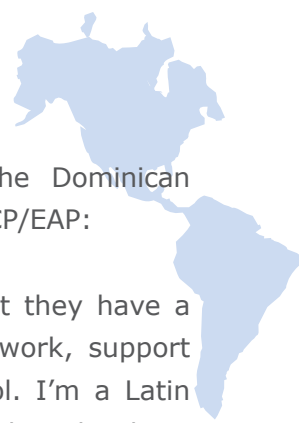 he Dominican
CP/EAP:
t they have a
work, support
ol. I'm a Latin